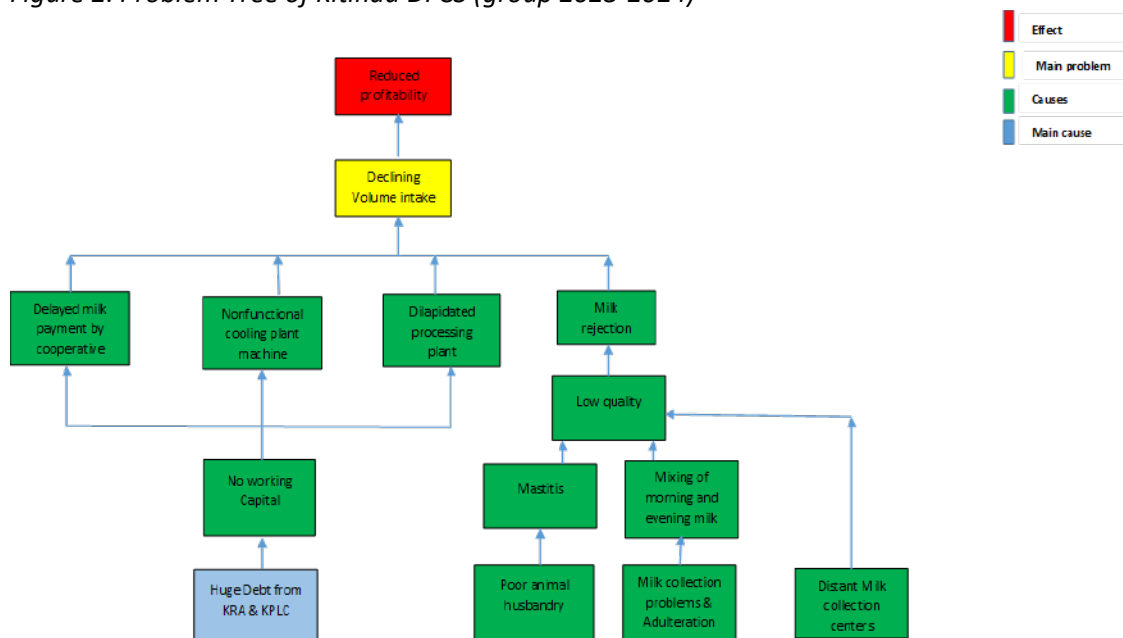 Effect
Main problem
Causes
Main cause
Reduced
profitability
Declining
Volume intake
Delayed milk
payment by
cooperative
Nonfunctional
cooling plant
machine
Dilapidated
processing
plant
Milk
rejection
Low quality
No working
Capital
Mastitis
Mixing of
morning and
evening milk
Huge Debt from
KRA & KPLC
Poor animal
husbandry
Milk collection
problems &
Adulteration
Distant Milk
collection
centers